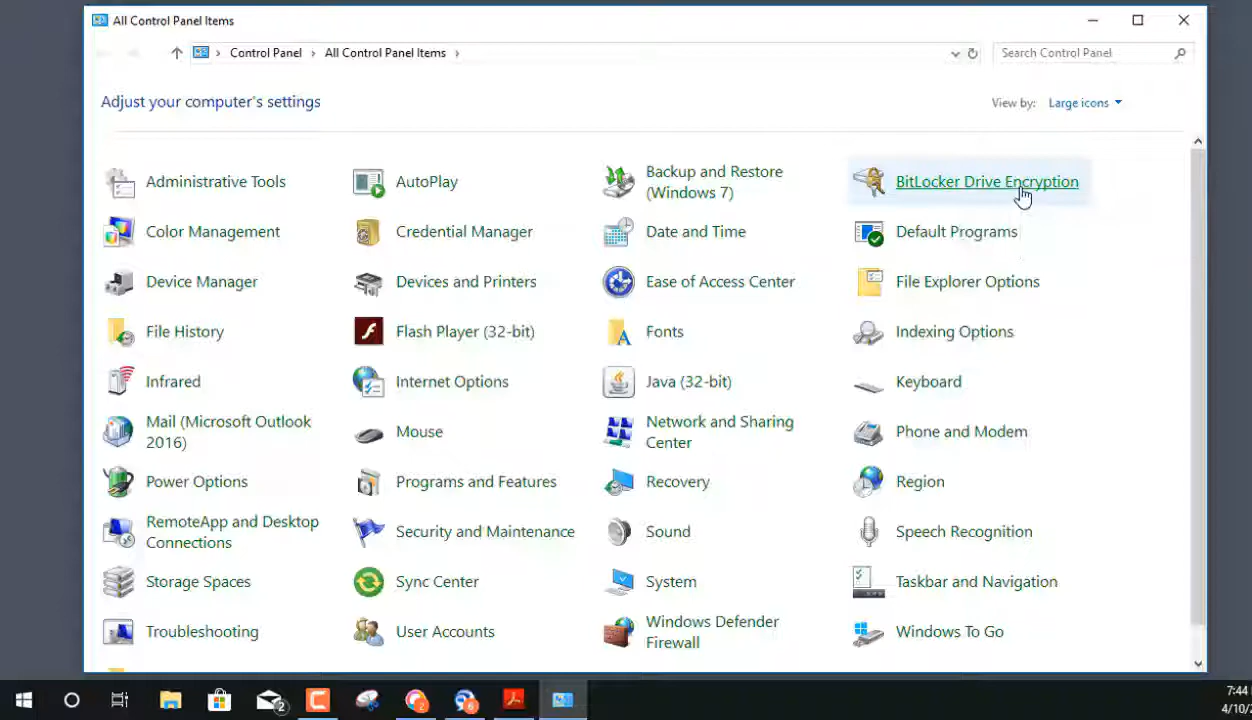 All Control Panel Items
Control Panel › All Control Panel Items ›
Search Control Panel
Adjust your computer's settings
View by: Large icons
Administrative Tools
AutoPlay
Backup and Restore
(Windows 7)
BitLocker Drive Encryption
Color Management
Credential Manager
Date and Time
Default Programs
Device Manager
Devices and Printers
Ease of Access Center
File Explorer Options
File History
Flash Player (32-bit)
Fonts
Indexing Options
Infrared
Internet Options
Java (32-bit)
Keyboard
Mail (Microsoft Outlook
2016)
Mouse
Network and Sharing
Center
Phone and Modem
Power Options
Programs and Features
Recovery
Region
RemoteApp and Desktop
Connections
Security and Maintenance
Sound
Speech Recognition
Storage Spaces
Sync Center
System
Taskbar and Navigation
Troubleshooting
User Accounts
Windows Defender
Firewall
Windows To Go
2
2
6
7:44
4/10/2